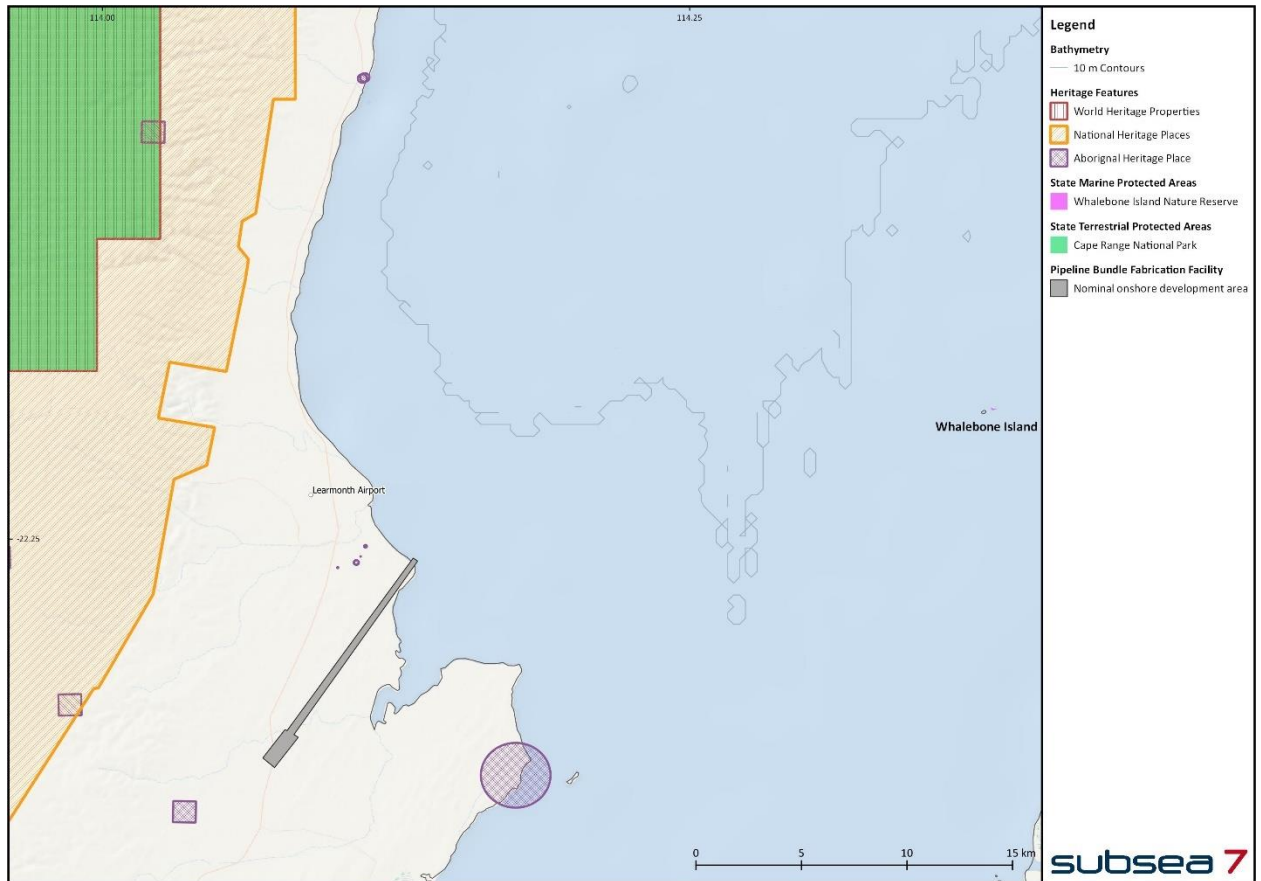 114.00
114.25
Learmonth Airport
-22.25
Whalebone Island
0 5 10 15 km
Legend
Bathymetry
10 m Contours
Heritage Features
World Heritage Properties
National Heritage Places
Aborignal Heritage Place
State Marine Protected Areas
Whalebone Island Nature Reserve
State Terrestrial Protected Areas
Cape Range National Park
Pipeline Bundle Fabrication Facility
Nominal onshore development area
subsea 7